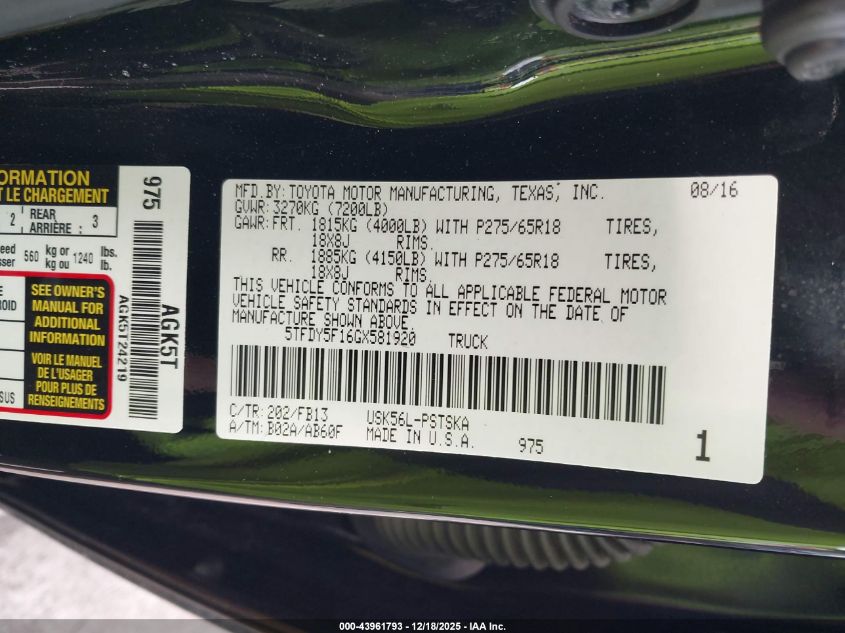 ORMATION
T LE CHARGEMENT
2 REAR ARRIÈRE : 3
560 kg or kg ou 1240 lbs. lb.
SEE OWNER'S
MANUAL FOR
ADDITIONAL
INFORMATION
VOIR LE MANUEL
DE L'USAGER
POUR PLUS DE
RENSEIGNEMENTS
975
AGK5T
AGK5T24219
MFD.BY:TOYOTA MOTOR MANUFACTURING, TEXAS, INC. 08/16
GVWR:3270KG (7200LB)
GAWR:FRT. 1815KG (4000LB) WITH P275/65R18 TIRES,
18X8J RIMS.
RR. 1885KG (4150LB) WITH P275/65R18 TIRES,
18X8J RIMS.
THIS VEHICLE CONFORMS TO ALL APPLICABLE FEDERAL MOTOR
VEHICLE SAFETY STANDARDS IN EFFECT ON THE DATE OF
MANUFACTURE SHOWN ABOVE.
5TFDY5F16GX581920 TRUCK
C/TR:202/FB13 USK56L-PSTSKA
A/TM:B02A/AB60F MADE IN U.S.A. 975 1
000-43961793 - 12/18/2025 - IAA Inc.